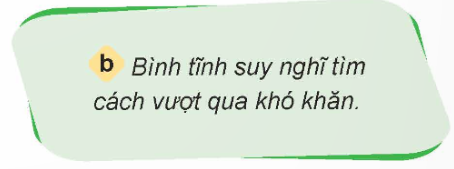 b Bình tĩnh suy nghĩ tìm
cách vượt qua khó khăn.